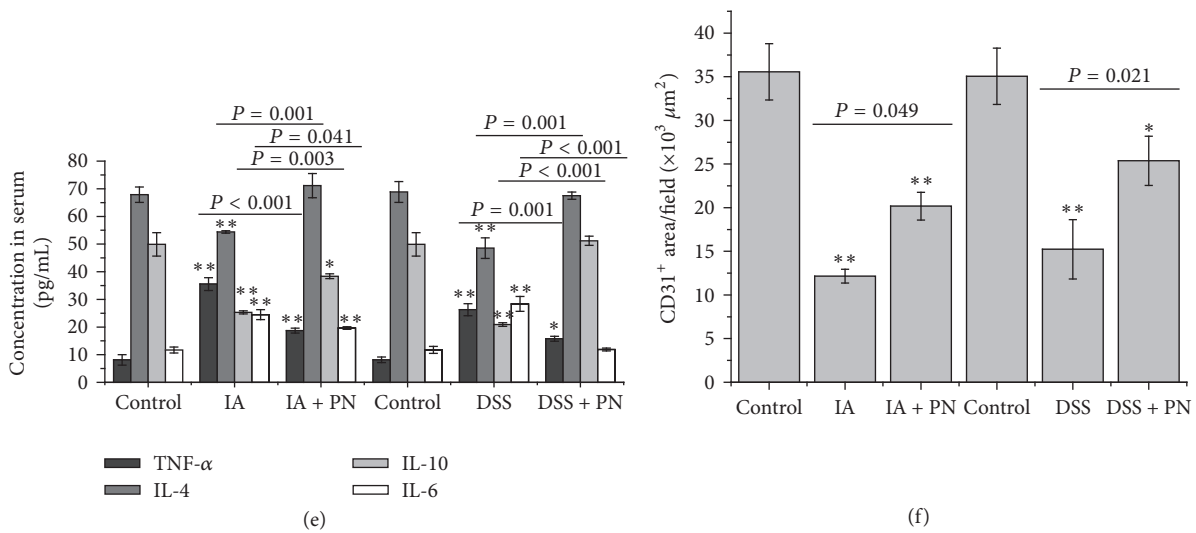 P = 0.001
P = 0.041
P = 0.003
P < 0.001
P = 0.001
P < 0.001
P < 0.001
P = 0.001
Concentration in serum
(pg/mL)
80
70
60
50
40
30
20
10
0
** ** ** ** ** * ** ** ** ** ** *
Control IA IA + PN Control DSS DSS + PN
TNF-α
IL-4
IL-10
IL-6
(e)
CD31⁺ area/field (×10³ μm²)
40
35
30
25
20
15
10
5
0
P = 0.049
P = 0.021
** ** ** *
Control IA IA + PN Control DSS DSS + PN
(f)